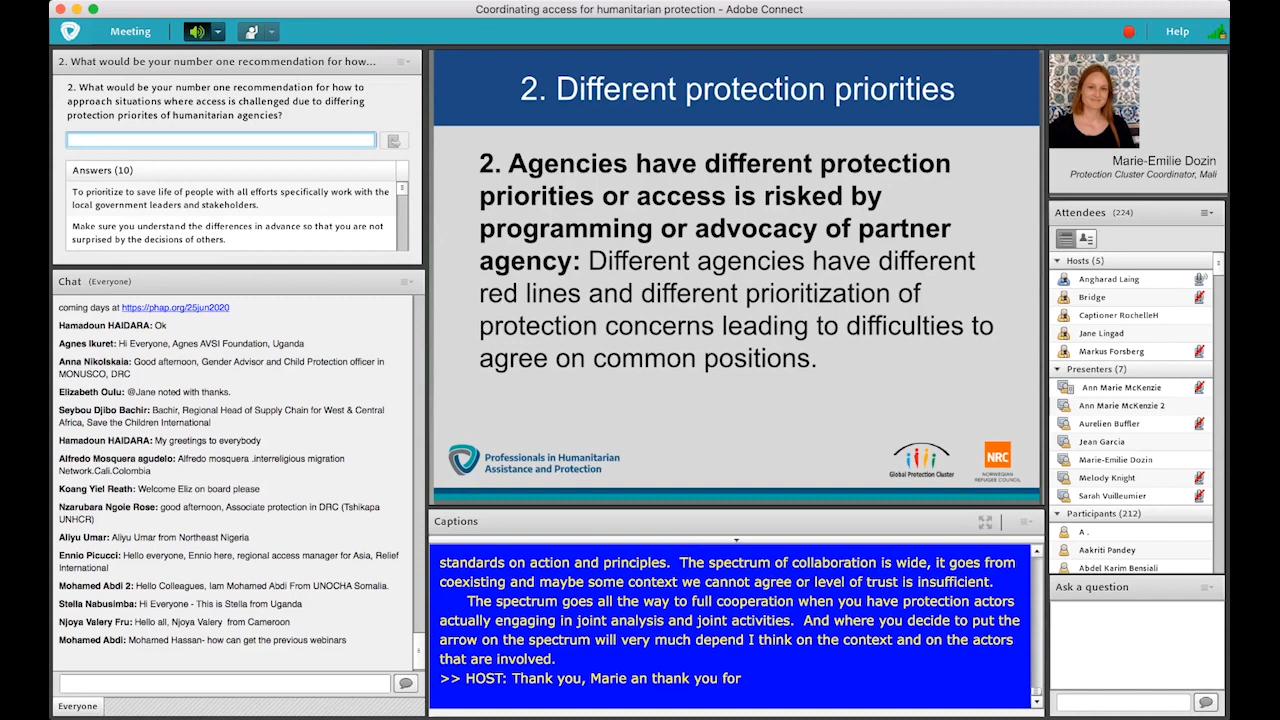 Coordinating access for humanitarian protection - Adobe Connect
Meeting
Help
2. What would be your number one recommendation for how...
2. What would be your number one recommendation for how to
approach situations where access is challenged due to differing
protection priorites of humanitarian agencies?
Answers (10)
To prioritize to save life of people with all efforts specifically work with the
local government leaders and stakeholders.
Make sure you understand the differences in advance so that you are not
surprised by the decisions of others.
Chat (Everyone)
coming days at https://phap.org/25jun2020
Hamadoun HAIDARA: Ok
Agnes Ikuret: Hi Everyone, Agnes AVSI Foundation, Uganda
Anna Nikolskaia: Good afternoon, Gender Advisor and Child Protection officer in
MONUSCO, DRC
Elizabeth Oulu: @Jane noted with thanks.
Seybou Djibo Bachir: Bachir, Regional Head of Supply Chain for West & Central
Africa, Save the Children International
Hamadoun HAIDARA: My greetings to everybody
Alfredo Mosquera agudelo: Alfredo mosquera .interreligious migration
Network.Cali.Colombia
Koang Yiel Reath: Welcome Eliz on board please
Nzarubara Ngoie Rose: good afternoon, Associate protection in DRC (Tshikapa
UNHCR)
Aliyu Umar: Aliyu Umar from Northeast Nigeria
Ennio Picucci: Hello everyone, Ennio here, regional access manager for Asia, Relief
International
Mohamed Abdi 2: Hello Colleagues, Iam Mohamed Abdi From UNOCHA Somalia.
Stella Nabusimba: Hi Everyone - This is Stella from Uganda
Njoya Valery Fru: Hello all, Njoya Valery from Cameroon
Mohamed Abdi: Mohamed Hassan- how can get the previous webinars
Everyone
2. Different protection priorities
2. Agencies have different protection
priorities or access is risked by
programming or advocacy of partner
agency: Different agencies have different
red lines and different prioritization of
protection concerns leading to difficulties to
agree on common positions.
Professionals in Humanitarian
Assistance and Protection
Global Protection Cluster
NRC
NORWEGIAN
REFUGEE COUNCIL
Captions
standards on action and principles. The spectrum of collaboration is wide, it goes from
coexisting and maybe some context we cannot agree or level of trust is insufficient.
The spectrum goes all the way to full cooperation when you have protection actors
actually engaging in joint analysis and joint activities. And where you decide to put the
arrow on the spectrum will very much depend I think on the context and on the actors
that are involved.
>> HOST: Thank you, Marie an thank you for
Marie-Emilie Dozin
Protection Cluster Coordinator, Mali
Attendees (224)
Hosts (5)
Angharad Laing
Bridge
Captioner RochelleH
Jane Lingad
Markus Forsberg
Presenters (7)
Ann Marie McKenzie
Ann Marie McKenzie 2
Aurelien Buffler
Jean Garcia
Marie-Emilie Dozin
Melody Knight
Sarah Vuilleumier
Participants (212)
A .
Aakriti Pandey
Abdel Karim Bensiali
Ask a question